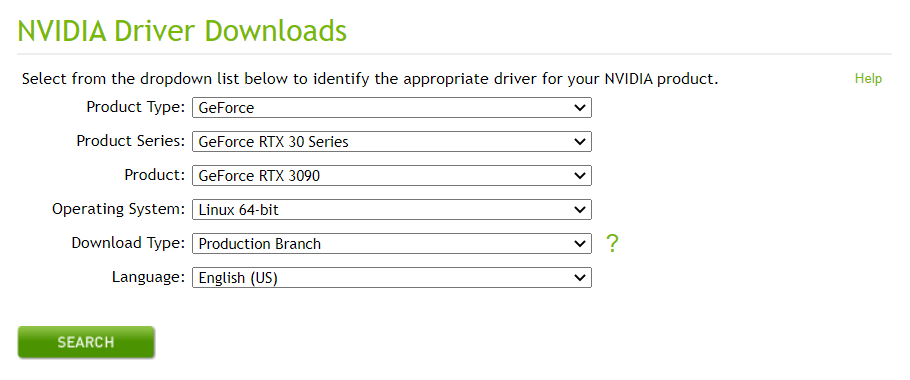 NVIDIA Driver Downloads
Select from the dropdown list below to identify the appropriate driver for your NVIDIA product. Help
Product Type: GeForce
Product Series: GeForce RTX 30 Series
Product: GeForce RTX 3090
Operating System: Linux 64-bit
Download Type: Production Branch ?
Language: English (US)
SEARCH